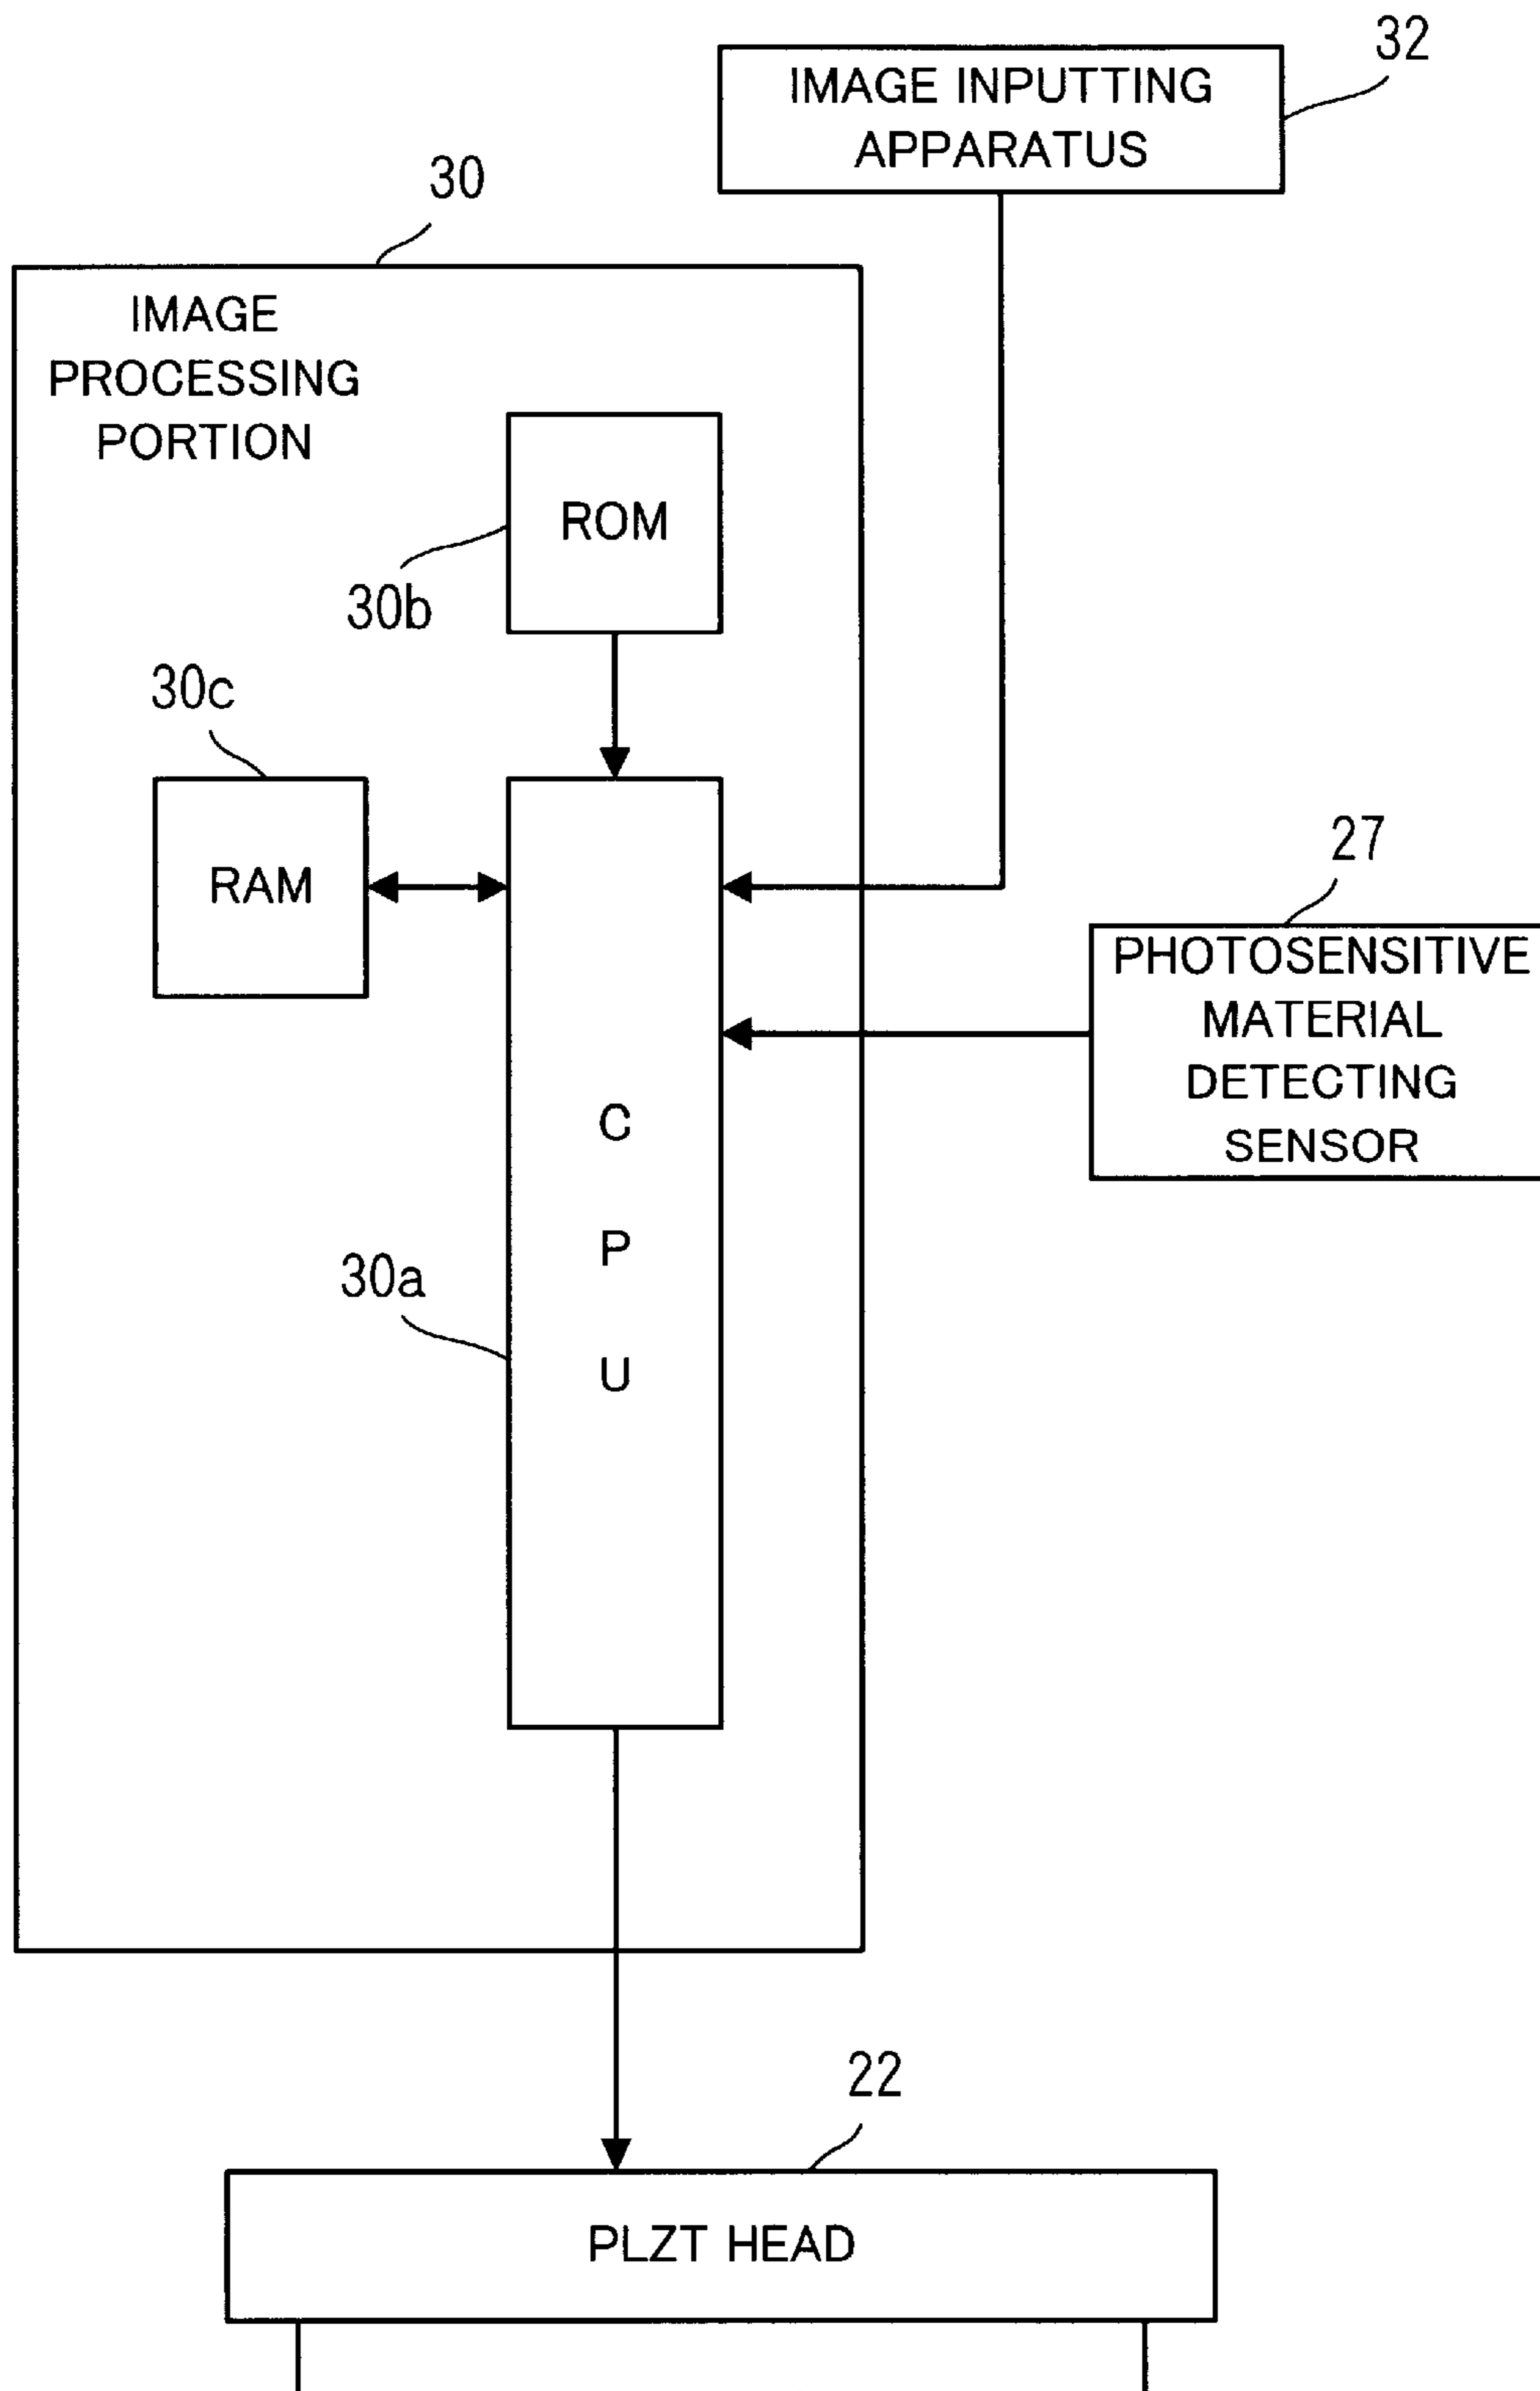 32
IMAGE INPUTTING
APPARATUS
30
IMAGE
PROCESSING
PORTION
ROM
30b
30c
RAM
27
PHOTOSENSITIVE
MATERIAL
DETECTING
SENSOR
C
P
U
30a
22
PLZT HEAD